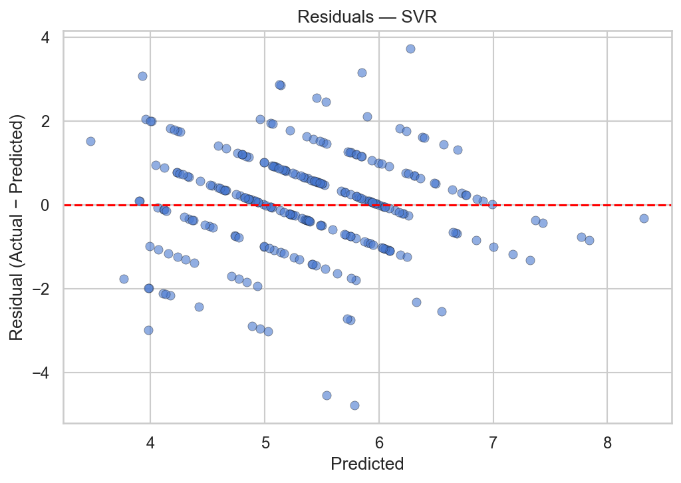 Residuals — SVR
Residual (Actual − Predicted)
4
2
0
−2
−4
4 5 6 7 8
Predicted